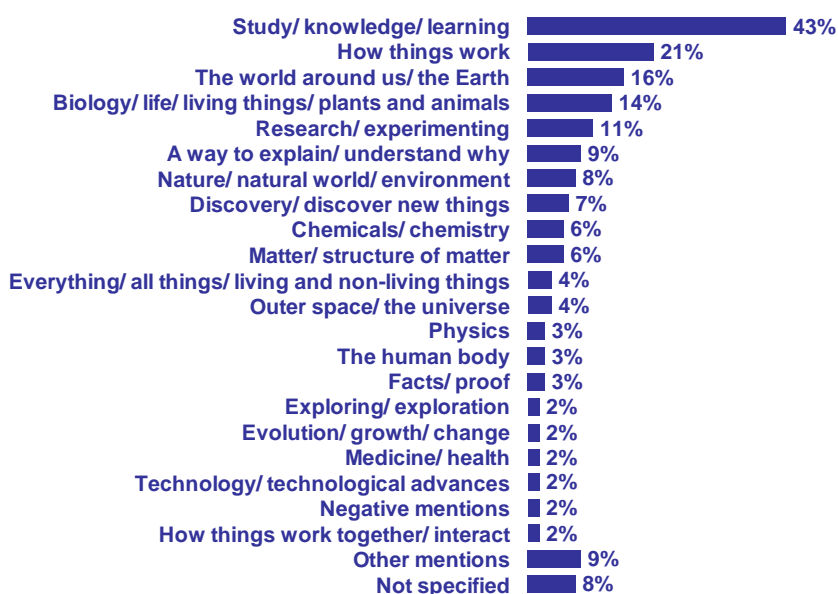 Study/ knowledge/ learning 43%
How things work 21%
The world around us/ the Earth 16%
Biology/ life/ living things/ plants and animals 14%
Research/ experimenting 11%
A way to explain/ understand why 9%
Nature/ natural world/ environment 8%
Discovery/ discover new things 7%
Chemicals/ chemistry 6%
Matter/ structure of matter 6%
Everything/ all things/ living and non-living things 4%
Outer space/ the universe 4%
Physics 3%
The human body 3%
Facts/ proof 3%
Exploring/ exploration 2%
Evolution/ growth/ change 2%
Medicine/ health 2%
Technology/ technological advances 2%
Negative mentions 2%
How things work together/ interact 2%
Other mentions 9%
Not specified 8%